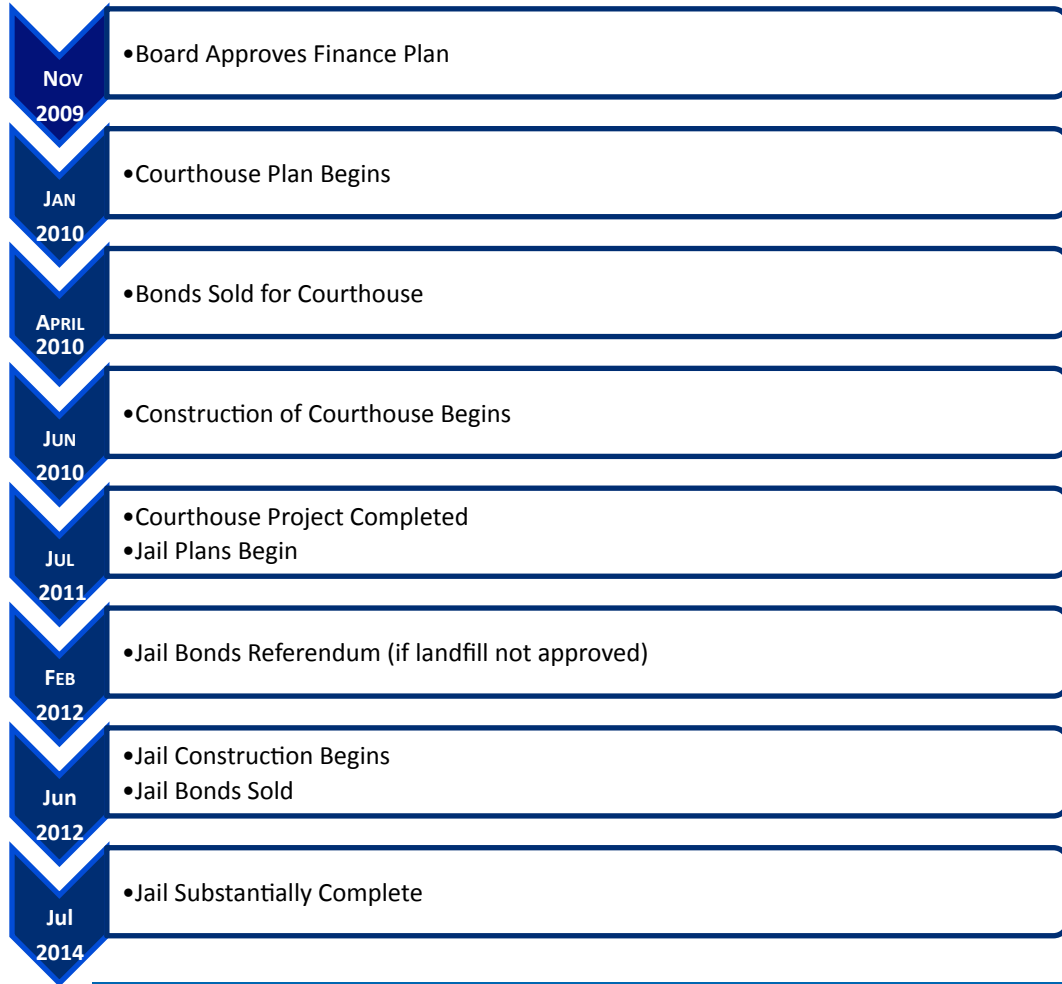 •Board Approves Finance Plan
NOV
2009
•Courthouse Plan Begins
JAN
2010
•Bonds Sold for Courthouse
APRIL
2010
•Construction of Courthouse Begins
JUN
2010
•Courthouse Project Completed
•Jail Plans Begin
JUL
2011
•Jail Bonds Referendum (if landfill not approved)
FEB
2012
•Jail Construction Begins
•Jail Bonds Sold
Jun
2012
•Jail Substantially Complete
Jul
2014